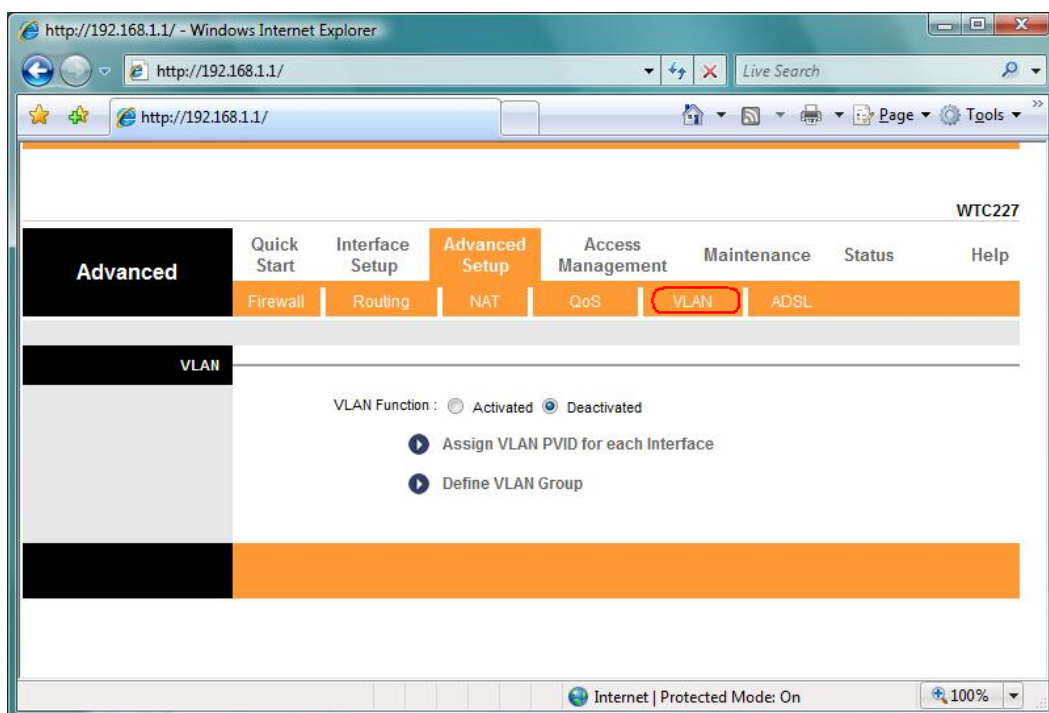 http://192.168.1.1/ - Windows Internet Explorer
http://192.168.1.1/
Live Search
http://192.168.1.1/
Page
Tools
WTC227
Advanced
Quick Start
Interface Setup
Advanced Setup
Access Management
Maintenance
Status
Help
Firewall
Routing
NAT
QoS
VLAN
ADSL
VLAN
VLAN Function : Activated Deactivated
Assign VLAN PVID for each Interface
Define VLAN Group
Internet | Protected Mode: On
100%